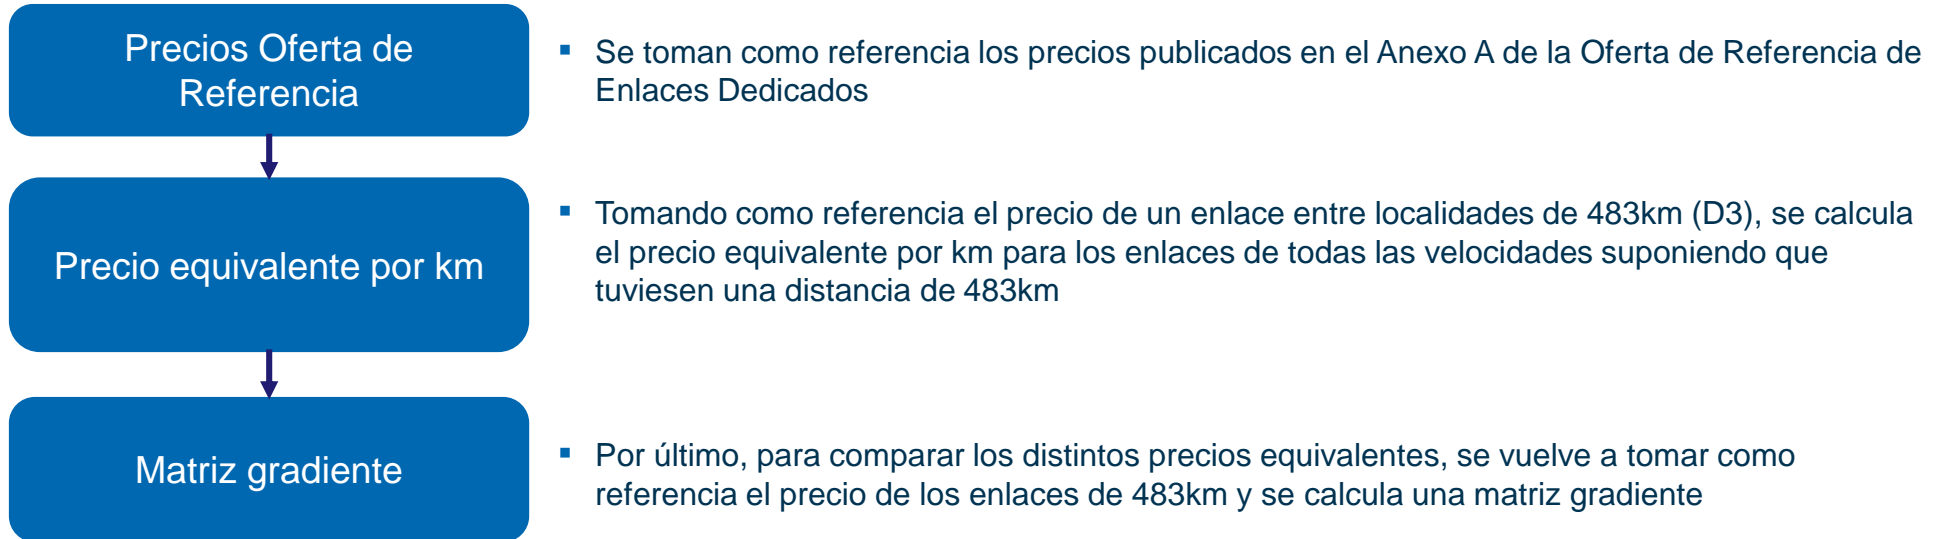 Precios Oferta de
Referencia
▪ Se toman como referencia los precios publicados en el Anexo A de la Oferta de Referencia de
Enlaces Dedicados
Precio equivalente por km
▪ Tomando como referencia el precio de un enlace entre localidades de 483km (D3), se calcula
el precio equivalente por km para los enlaces de todas las velocidades suponiendo que
tuviesen una distancia de 483km
Matriz gradiente
▪ Por último, para comparar los distintos precios equivalentes, se vuelve a tomar como
referencia el precio de los enlaces de 483km y se calcula una matriz gradiente